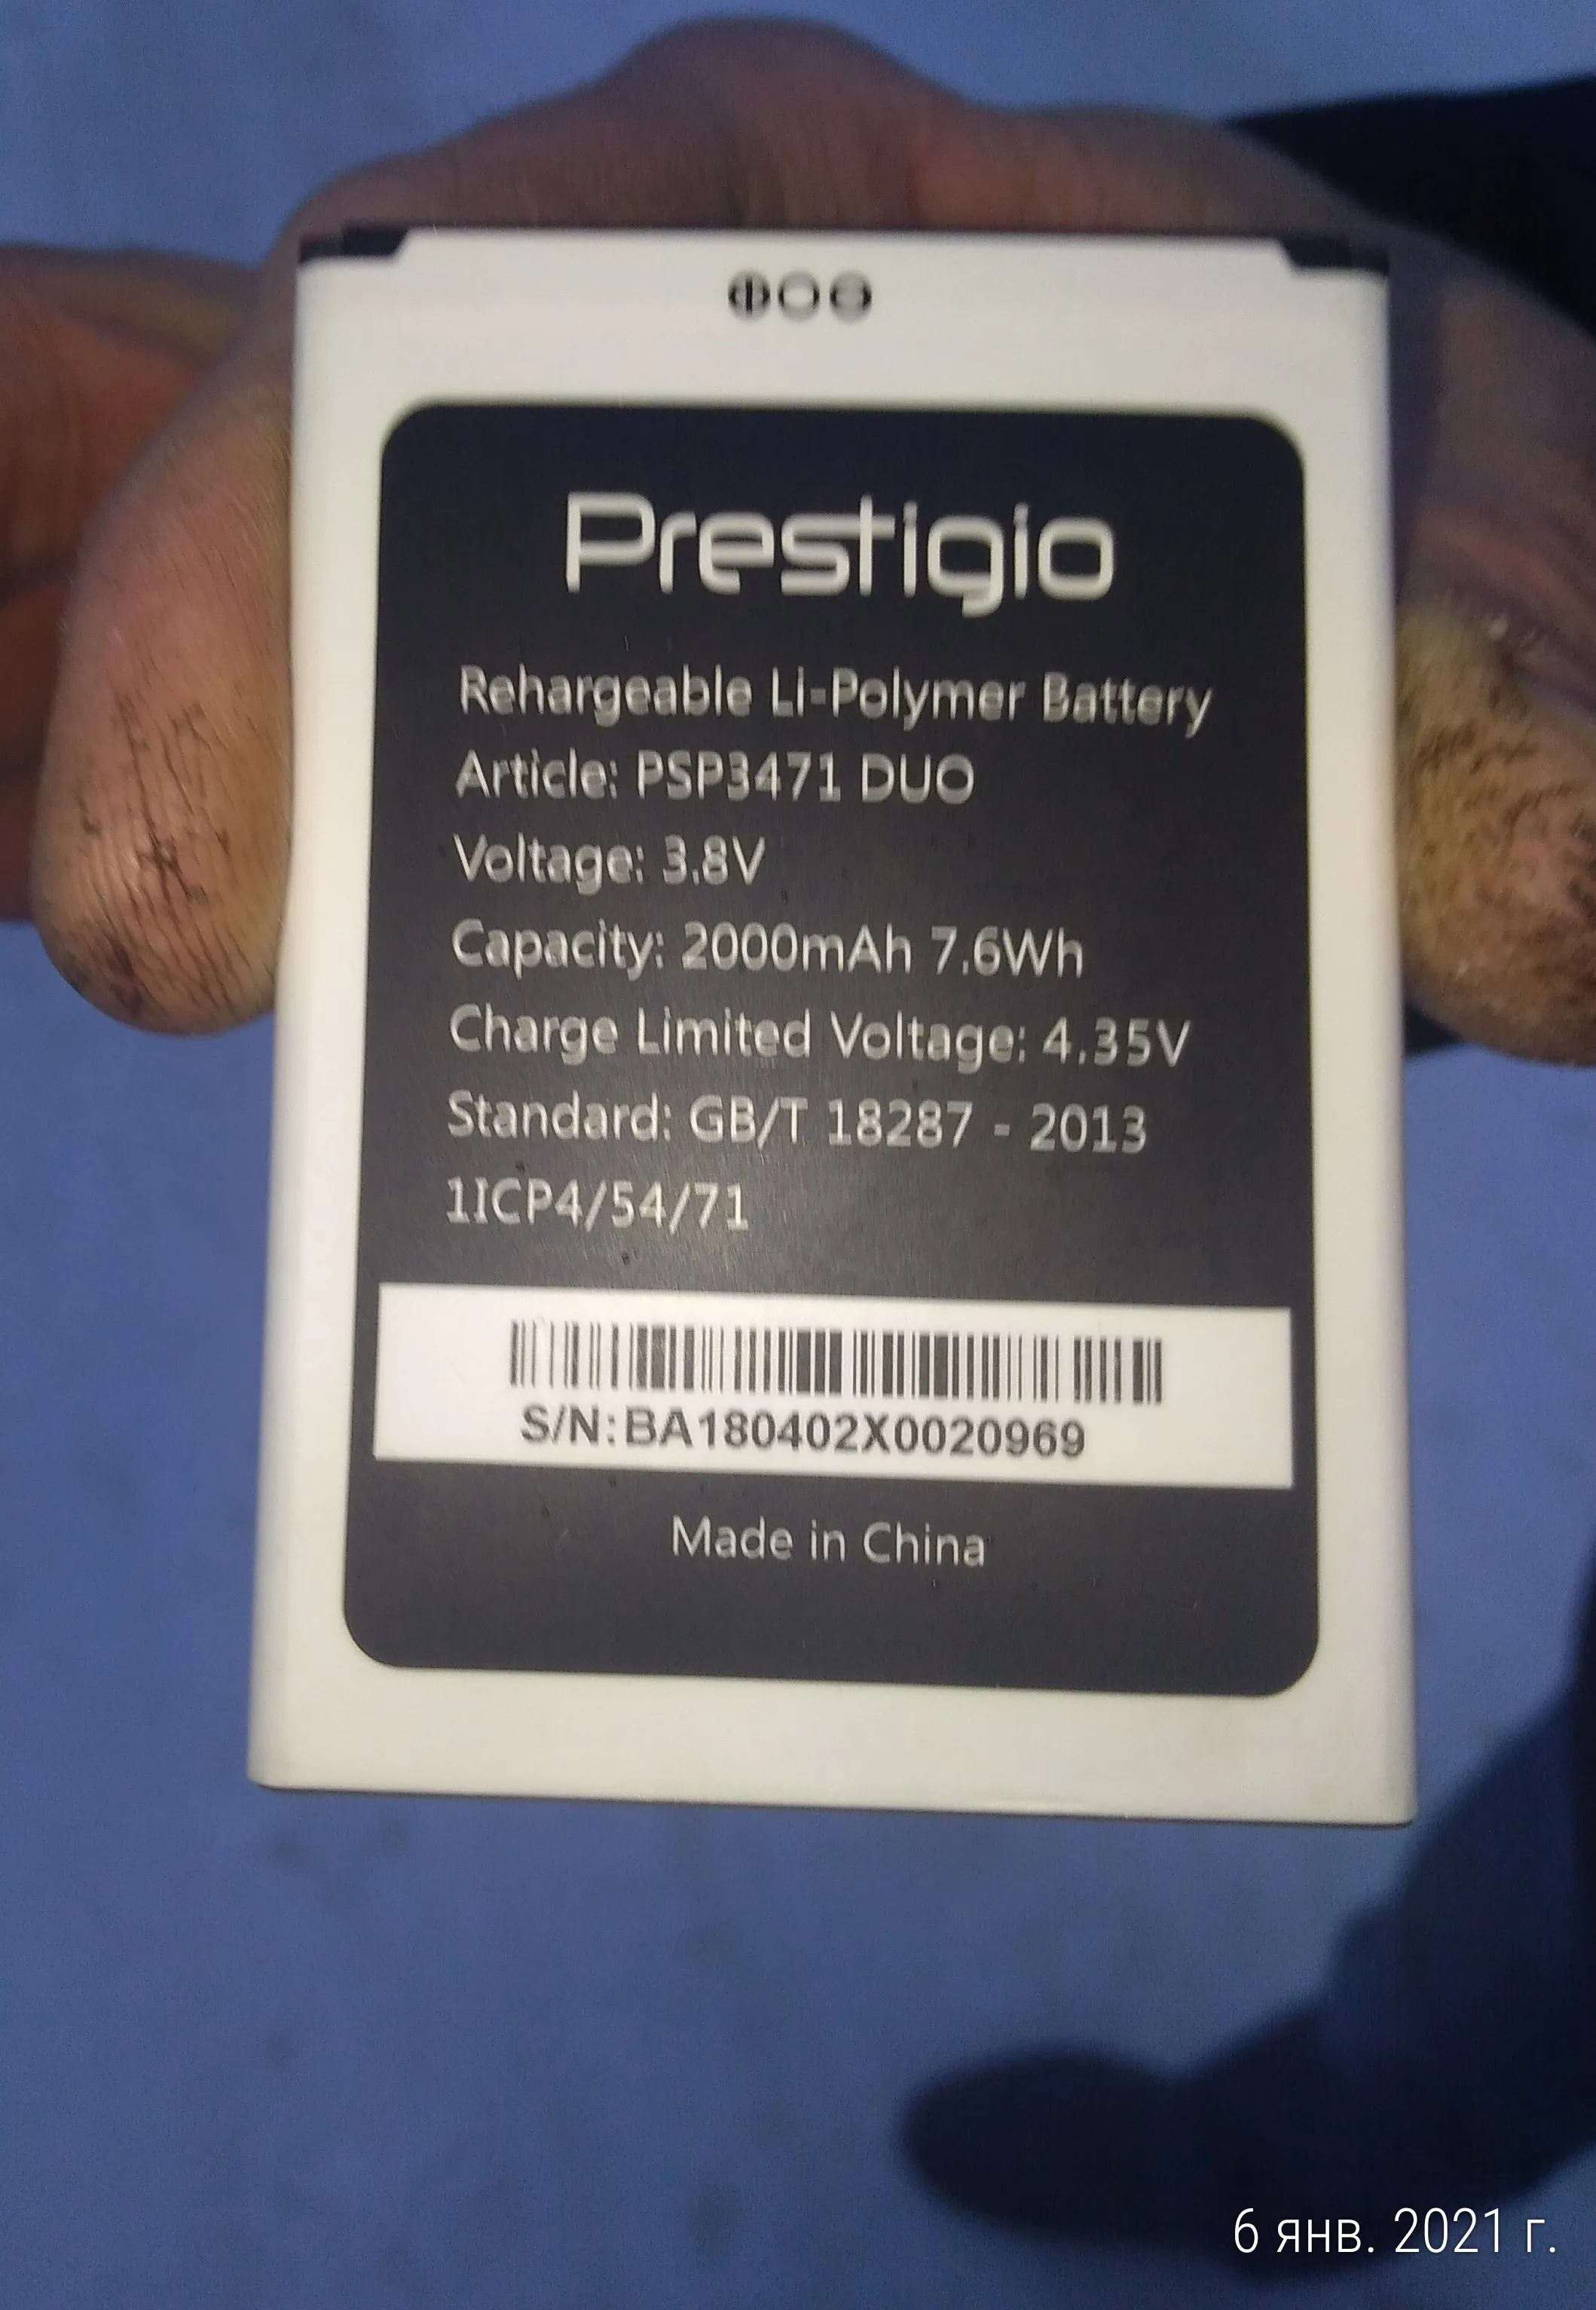 Prestigio
Rehargeable Li-Polymer Battery
Article: PSP3471 DUO
Voltage: 3.8V
Capacity: 2000mAh 7.6Wh
Charge Limited Voltage: 4.35V
Standard: GB/T 18287 - 2013
1ICP4/54/71
S/N:BA180402X0020969
Made in China
6 янв. 2021 г.